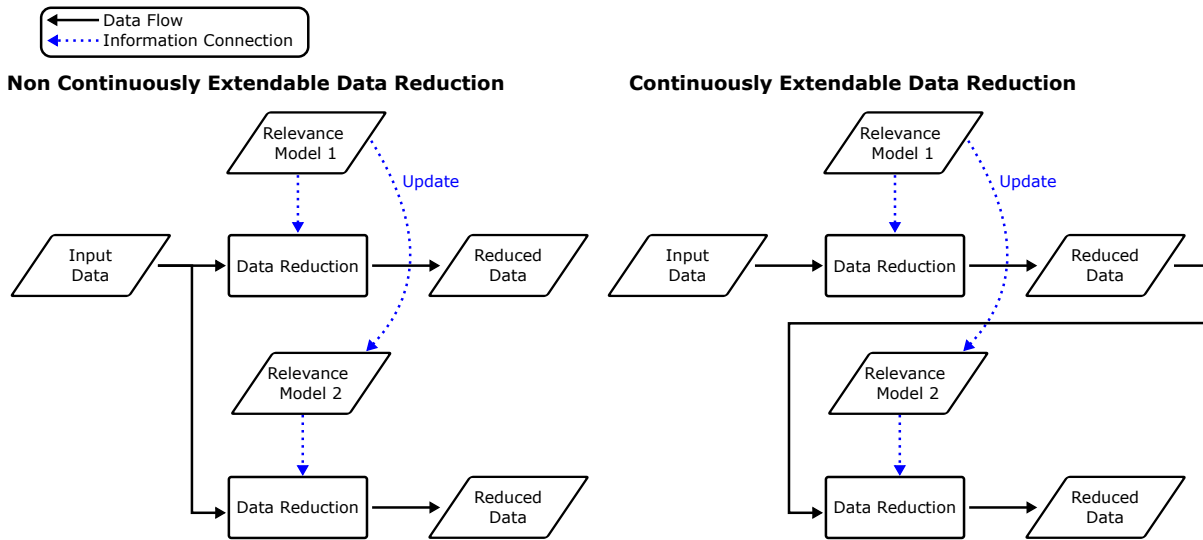 Data Flow
Information Connection
Non Continuously Extendable Data Reduction
Relevance
Model 1
Update
Input
Data
Data Reduction
Reduced
Data
Relevance
Model 2
Data Reduction
Reduced
Data
Continuously Extendable Data Reduction
Relevance
Model 1
Update
Input
Data
Data Reduction
Reduced
Data
Relevance
Model 2
Data Reduction
Reduced
Data